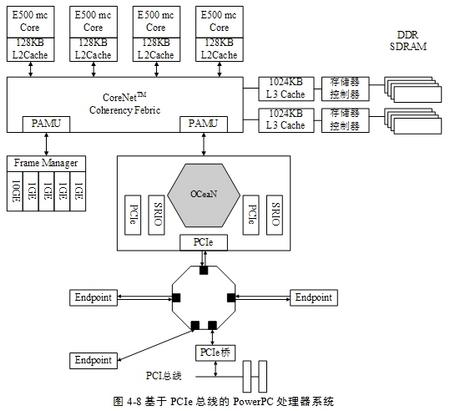 E500 mc
Core
E500 mc
Core
E500 mc
Core
E500 mc
Core
128KB
L2Cache
128KB
L2Cache
128KB
L2Cache
128KB
L2Cache
DDR
SDRAM
CoreNet™
Coherency Febric
1024KB
L3 Cache
存储器
控制器
1024KB
L3 Cache
存储器
控制器
PAMU
PAMU
Frame Manager
10GE
1GE
1GE
1GE
1GE
OCeaN
PCIe
SRIO
PCIe
SRIO
PCIe
Endpoint
Endpoint
Endpoint
PCIe桥
PCI总线
图 4-8 基于 PCIe 总线的 PowerPC 处理器系统